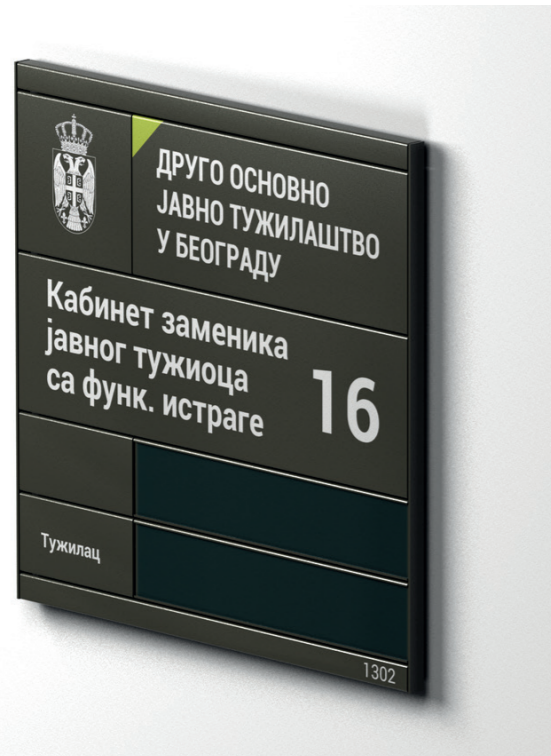 ДРУГО ОСНОВНО
ЈАВНО ТУЖИЛАШТВО
У БЕОГРАДУ
Кабинет заменика
јавног тужиоца
са функ. истраге
16
Тужилац
1302